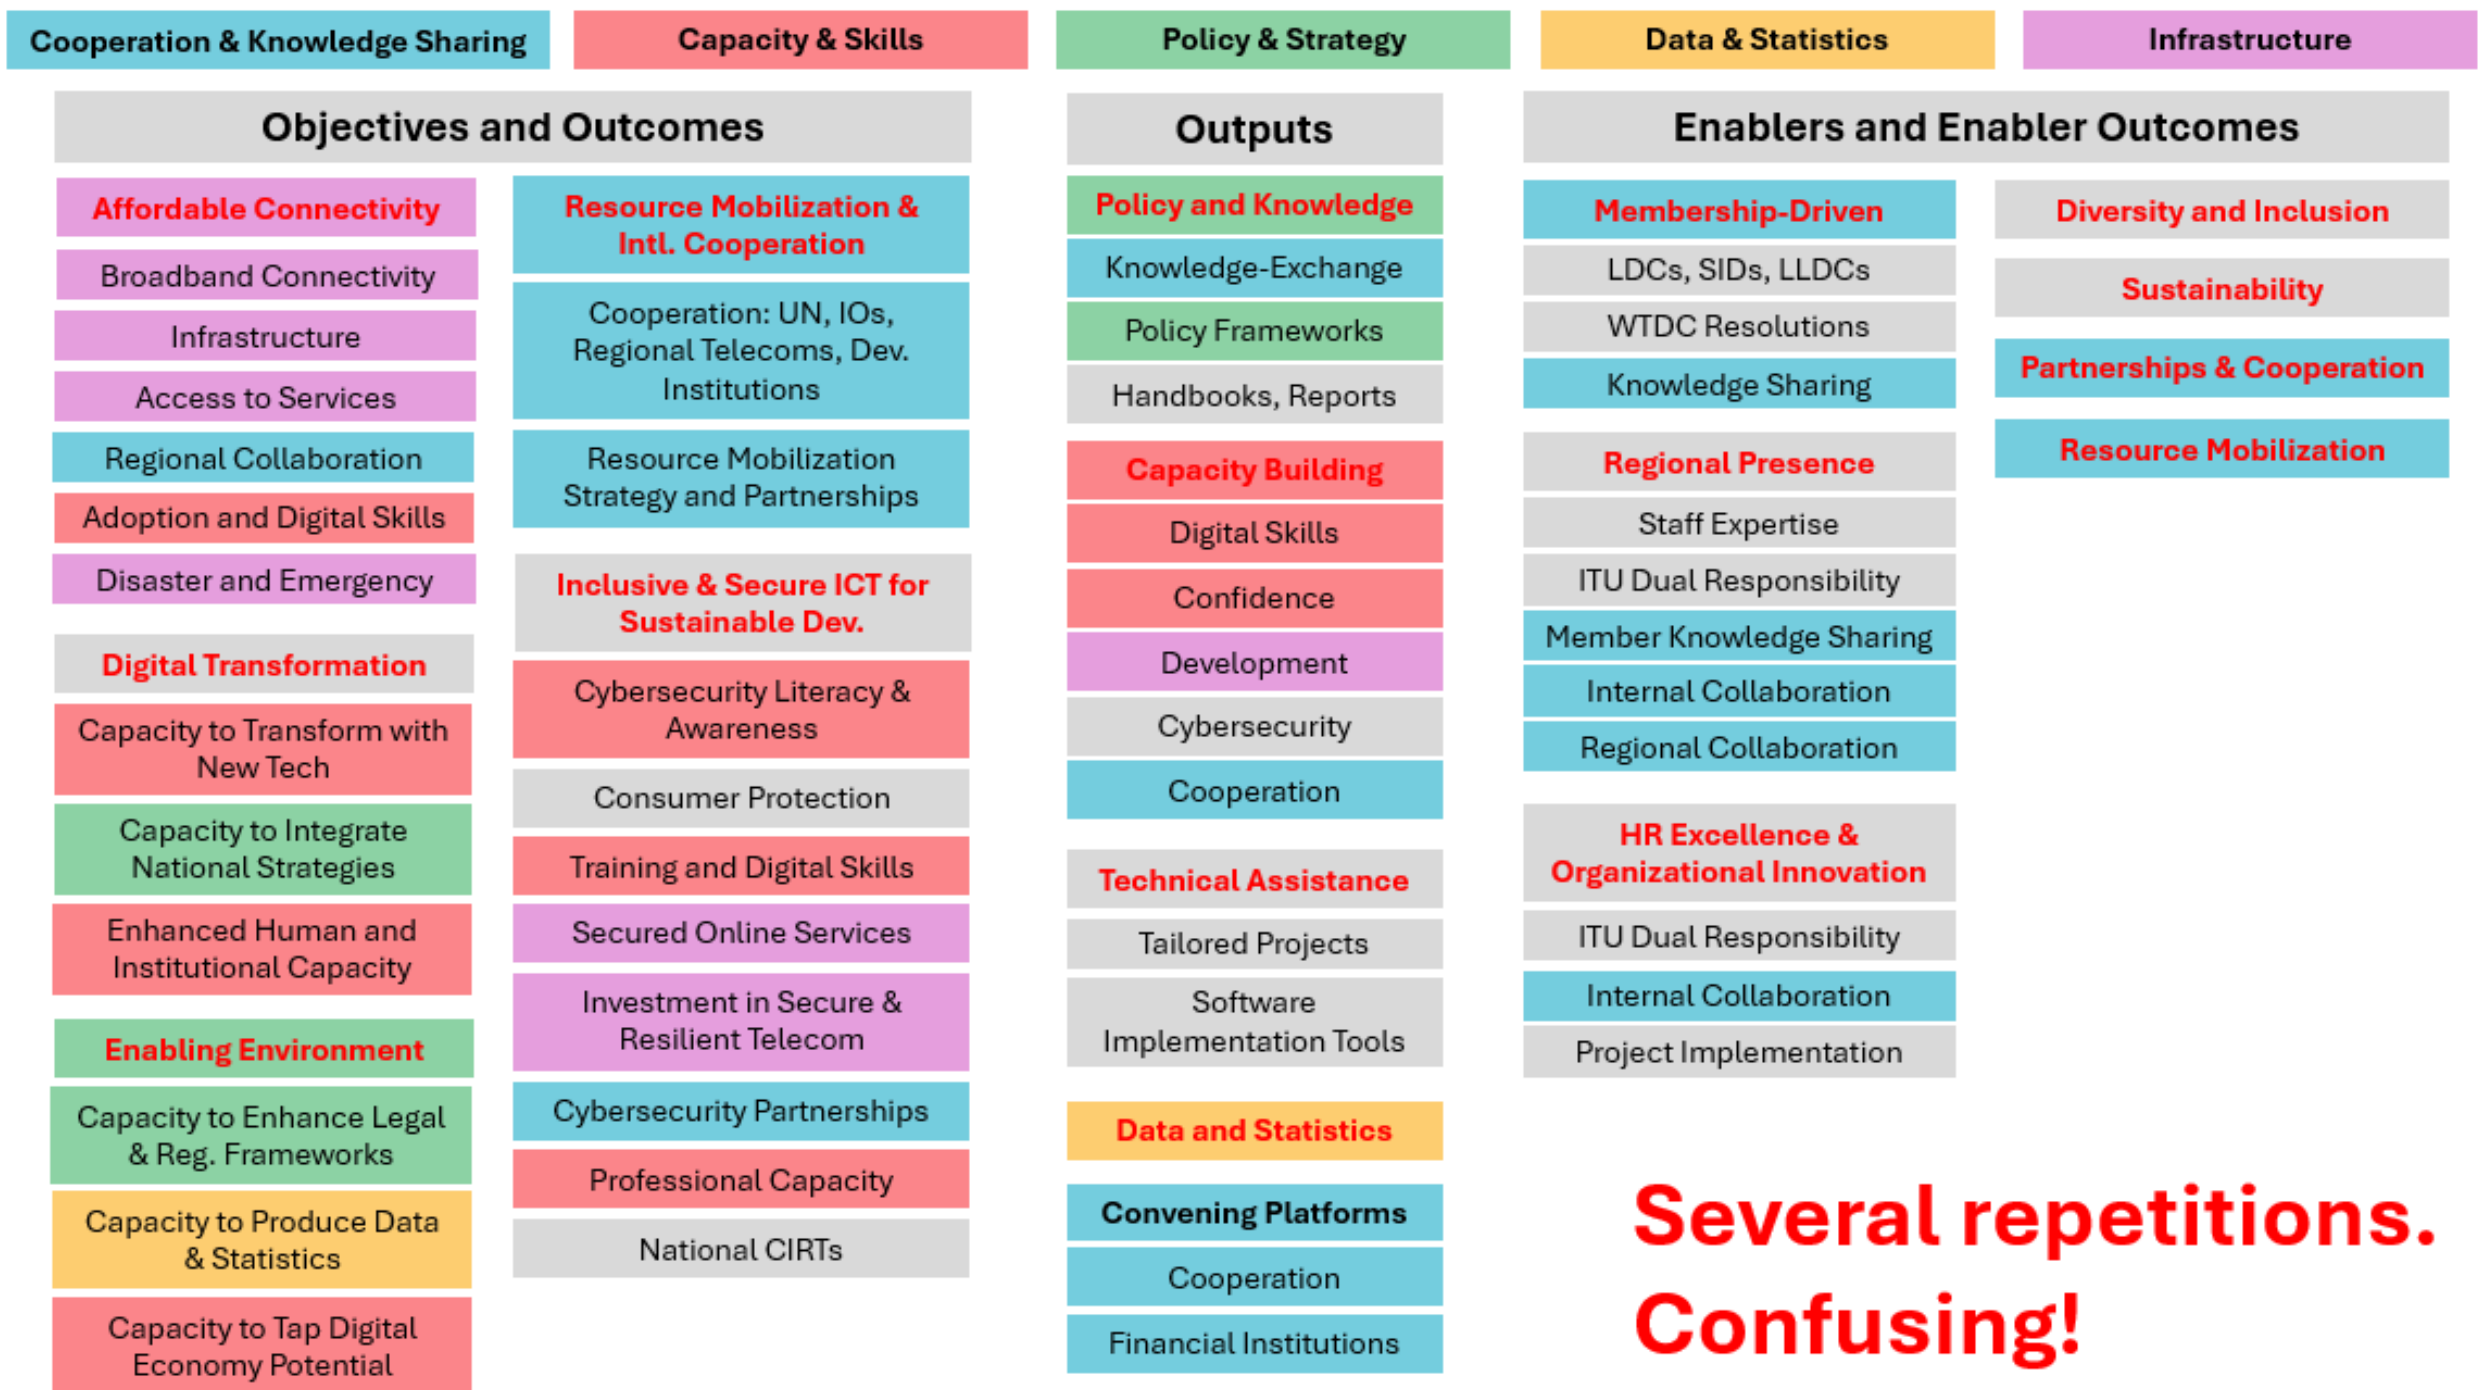 Cooperation & Knowledge Sharing
Capacity & Skills
Policy & Strategy
Data & Statistics
Infrastructure
Objectives and Outcomes
Affordable Connectivity
Broadband Connectivity
Infrastructure
Access to Services
Regional Collaboration
Adoption and Digital Skills
Disaster and Emergency
Digital Transformation
Capacity to Transform with
New Tech
Capacity to Integrate
National Strategies
Enhanced Human and
Institutional Capacity
Enabling Environment
Capacity to Enhance Legal
& Reg. Frameworks
Capacity to Produce Data
& Statistics
Capacity to Tap Digital
Economy Potential
Resource Mobilization &
Intl. Cooperation
Cooperation: UN, IOs,
Regional Telecoms, Dev.
Institutions
Resource Mobilization
Strategy and Partnerships
Inclusive & Secure ICT for
Sustainable Dev.
Cybersecurity Literacy &
Awareness
Consumer Protection
Training and Digital Skills
Secured Online Services
Investment in Secure &
Resilient Telecom
Cybersecurity Partnerships
Professional Capacity
National CIRTs
Outputs
Policy and Knowledge
Knowledge-Exchange
Policy Frameworks
Handbooks, Reports
Capacity Building
Digital Skills
Confidence
Development
Cybersecurity
Cooperation
Technical Assistance
Tailored Projects
Software
Implementation Tools
Data and Statistics
Convening Platforms
Cooperation
Financial Institutions
Enablers and Enabler Outcomes
Membership-Driven
LDCs, SIDs, LLDCs
WTDC Resolutions
Knowledge Sharing
Regional Presence
Staff Expertise
ITU Dual Responsibility
Member Knowledge Sharing
Internal Collaboration
Regional Collaboration
HR Excellence &
Organizational Innovation
ITU Dual Responsibility
Internal Collaboration
Project Implementation
Diversity and Inclusion
Sustainability
Partnerships & Cooperation
Resource Mobilization
Several repetitions.
Confusing!